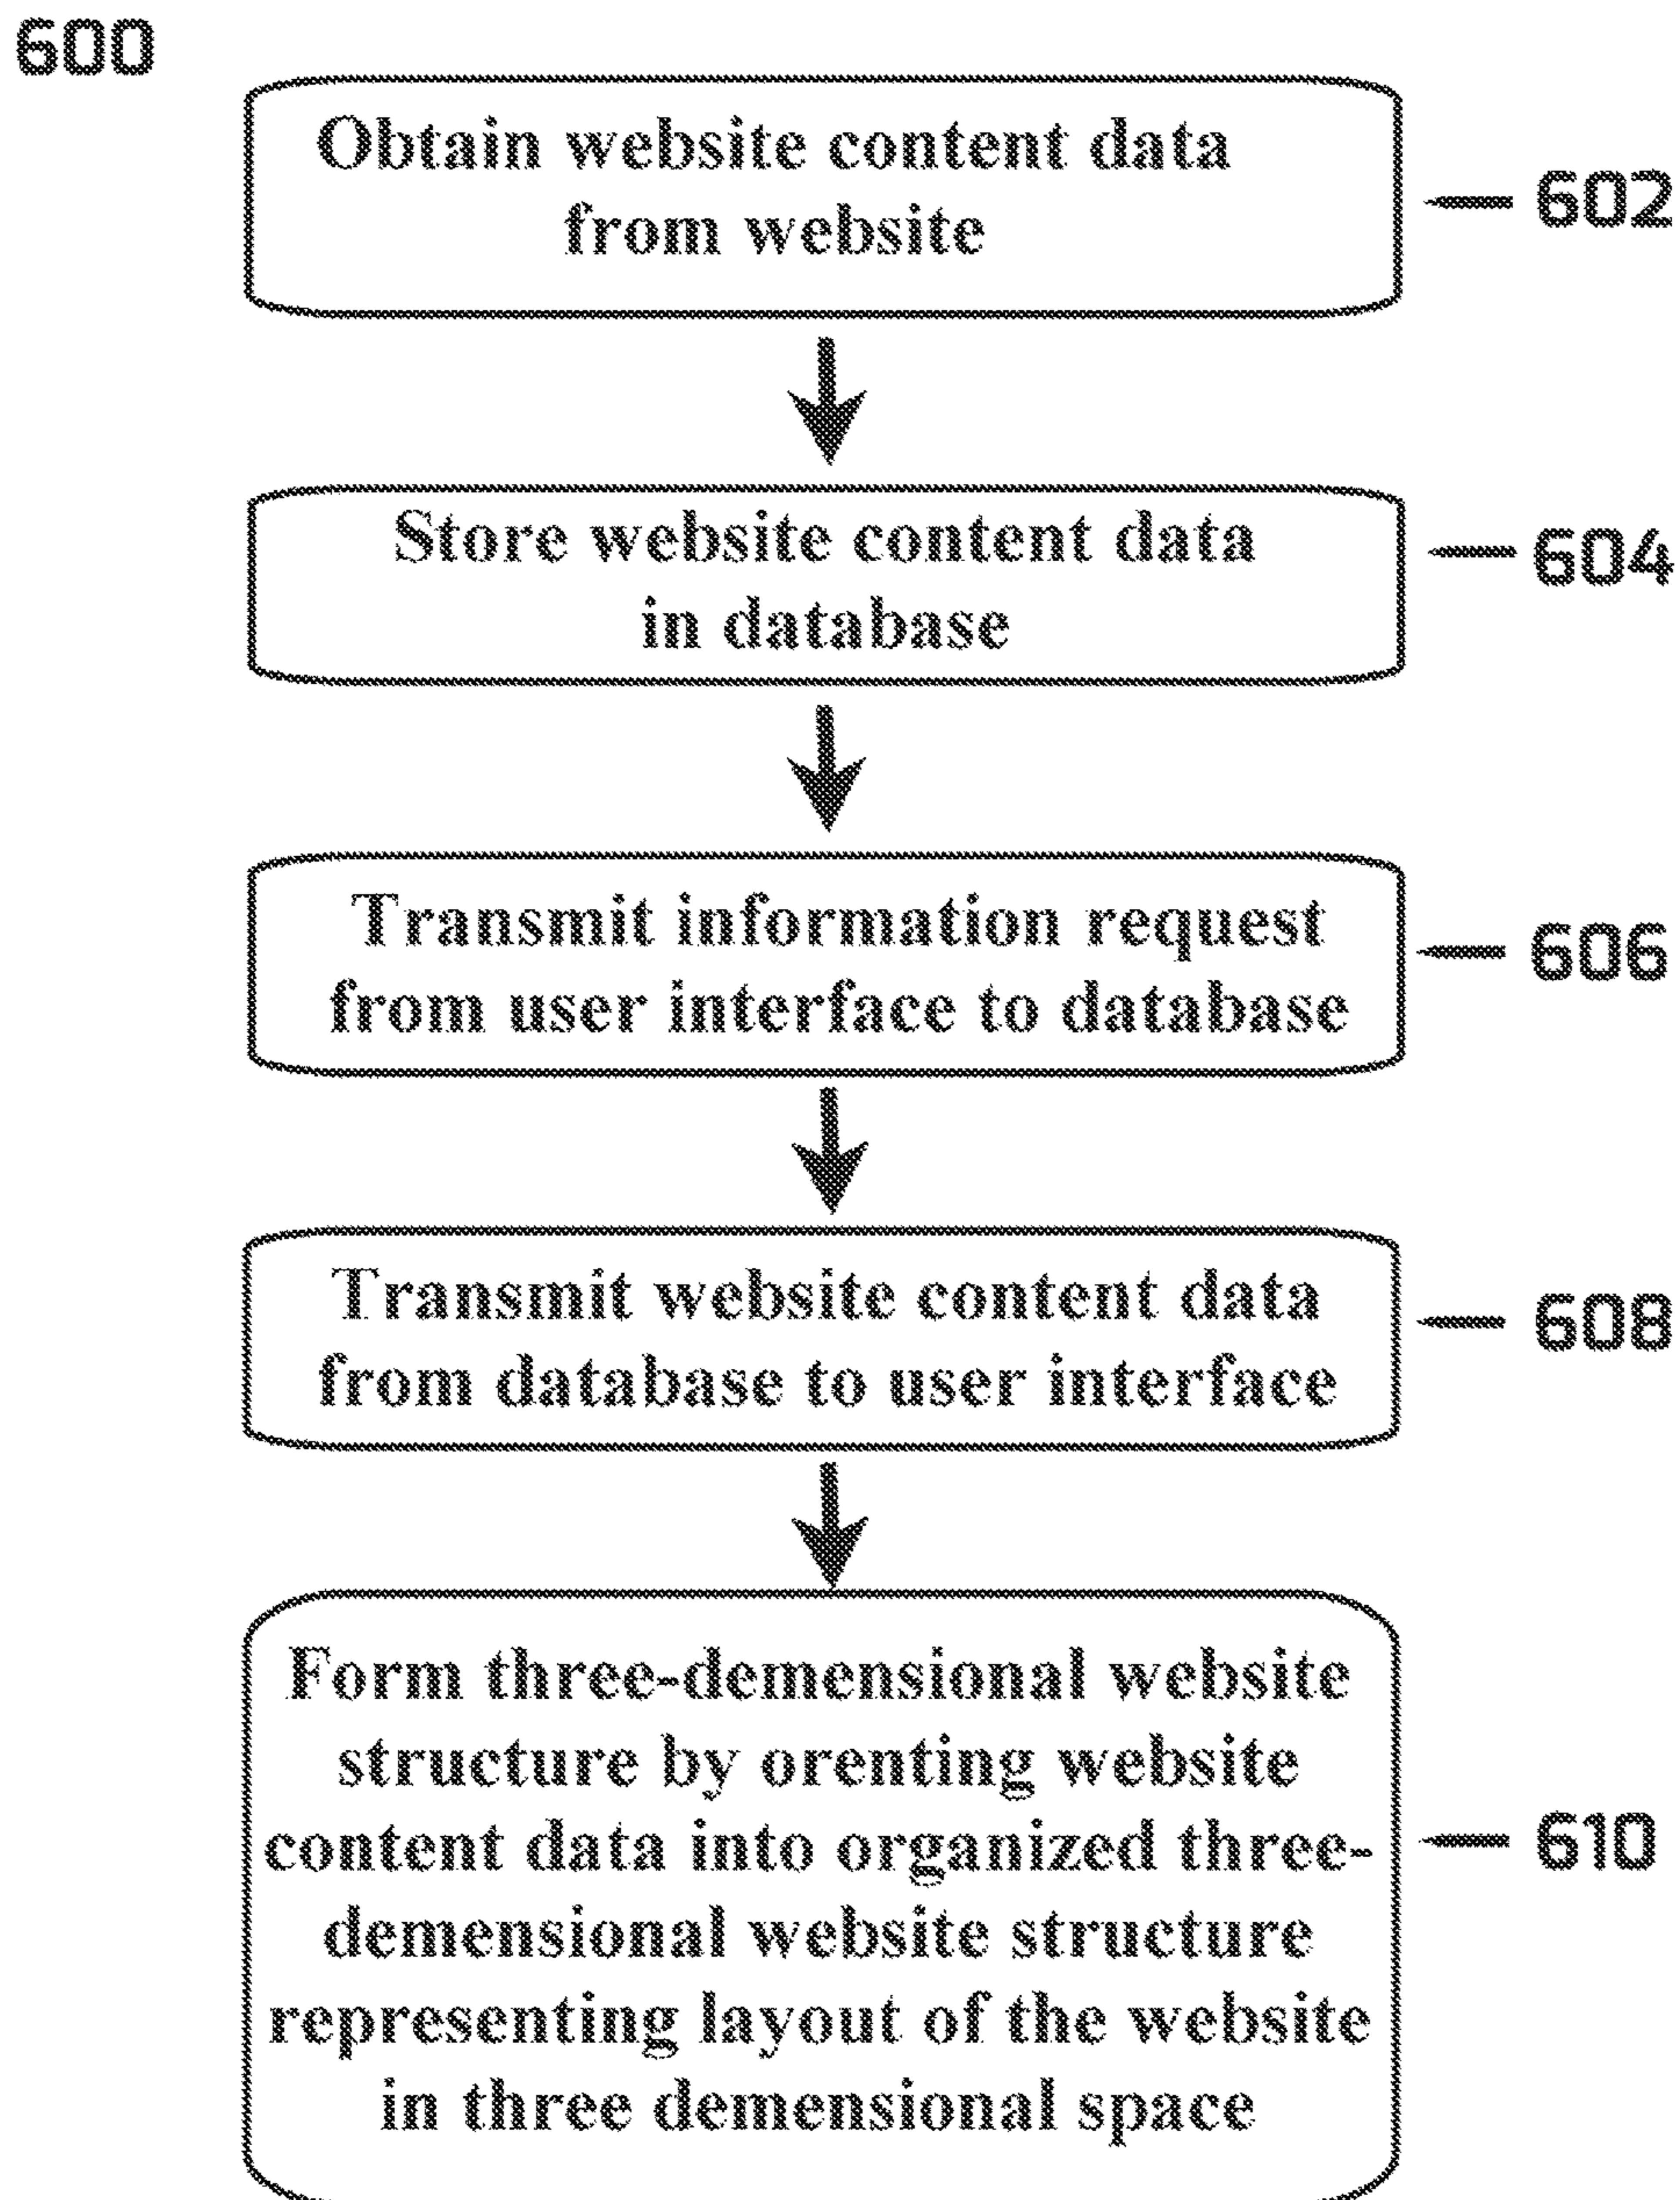 600
Obtain website content data
from website
602
Store website content data
in database
604
Transmit information request
from user interface to database
606
Transmit website content data
from database to user interface
608
Form three-demensional website
structure by orenting website
content data into organized three-
demensional website structure
representing layout of the website
in three demensional space
610